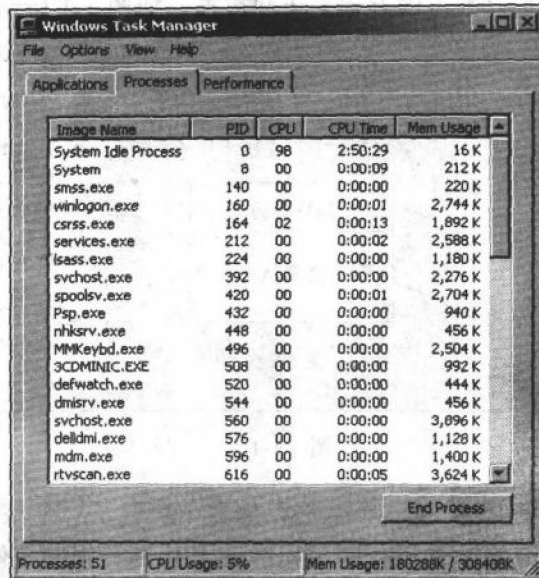 Windows Task Manager
File Options View Help
Applications Processes Performance
Image Name PID CPU CPU Time Mem Usage
System Idle Process 0 98 2:50:29 16 K
System 8 00 0:00:09 212 K
smss.exe 140 00 0:00:00 220 K
winlogon.exe 160 00 0:00:01 2,744 K
csrss.exe 164 02 0:00:13 1,892 K
services.exe 212 00 0:00:02 2,588 K
lsass.exe 224 00 0:00:00 1,180 K
svchost.exe 392 00 0:00:00 2,276 K
spoolsv.exe 420 00 0:00:01 2,704 K
Psp.exe 432 00 0:00:00 940 K
nhksrv.exe 448 00 0:00:00 456 K
MMKeybd.exe 496 00 0:00:00 2,504 K
3CDMINIC.EXE 508 00 0:00:00 992 K
defwatch.exe 520 00 0:00:00 444 K
dmisrv.exe 544 00 0:00:00 456 K
svchost.exe 560 00 0:00:00 3,896 K
delldmi.exe 576 00 0:00:00 1,128 K
mdm.exe 596 00 0:00:00 1,400 K
rtvscan.exe 616 00 0:00:05 3,624 K
End Process
Processes: 51 CPU Usage: 5% Mem Usage: 180288K / 308408K